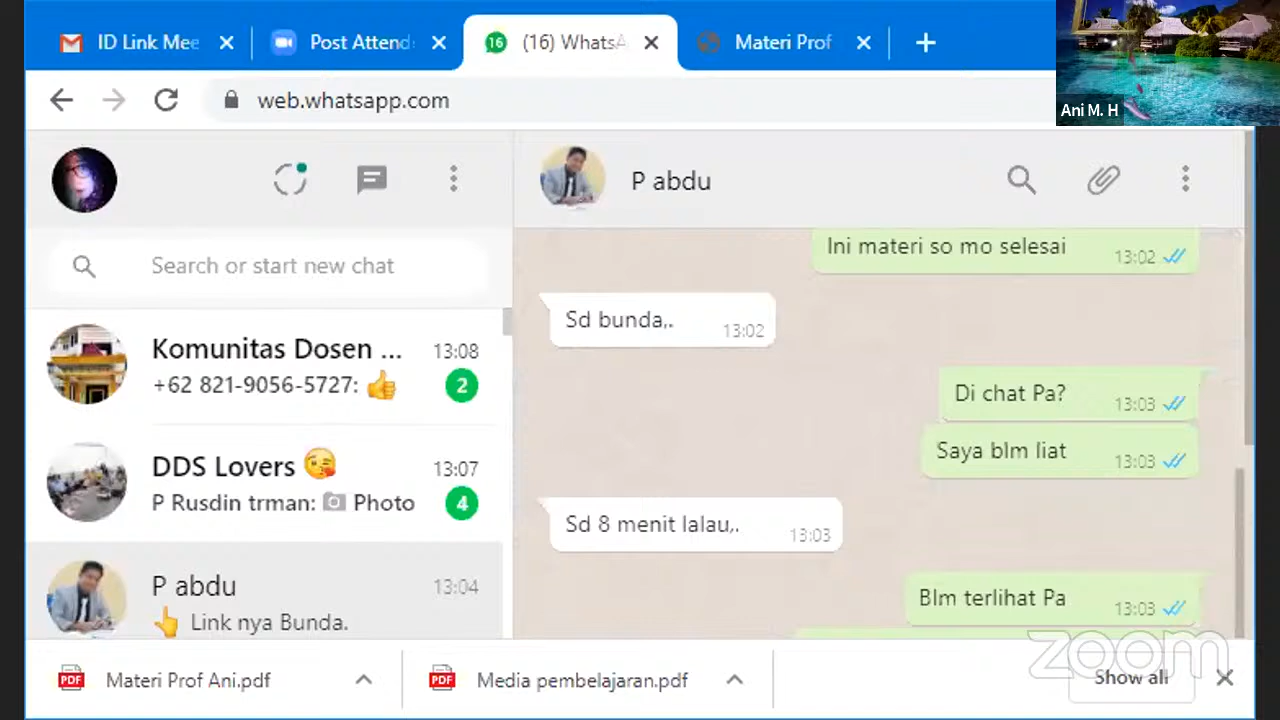 ID Link Mee
Post Attend
(16) WhatsA
Materi Prof
web.whatsapp.com
Ani M. H
P abdu
Search or start new chat
Komunitas Dosen ...
13:08
+62 821-9056-5727: 👍
2
DDS Lovers 😘
13:07
P Rusdin trman: Photo
4
P abdu
13:04
👆 Link nya Bunda.
Ini materi so mo selesai
13:02
Sd bunda,.
13:02
Di chat Pa?
13:03
Saya blm liat
13:03
Sd 8 menit lalau,.
13:03
Blm terlihat Pa
13:03
zoom
PDF
Materi Prof Ani.pdf
PDF
Media pembelajaran.pdf
Show all
16